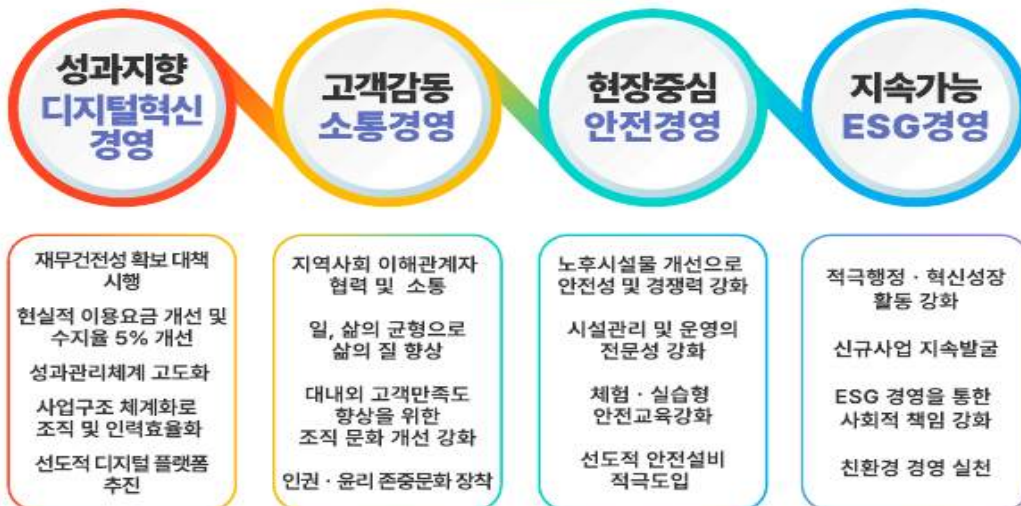 성과지향
디지털혁신
경영
고객감동
소통경영
현장중심
안전경영
지속가능
ESG경영
재무건전성 확보 대책
시행
현실적 이용요금 개선 및
수지율 5% 개선
성과관리체계 고도화
사업구조 체계화로
조직 및 인력효율화
선도적 디지털 플랫폼
추진
지역사회 이해관계자
협력 및 소통
일, 삶의 균형으로
삶의 질 향상
대내외 고객만족도
향상을 위한
조직 문화 개선 강화
인권 · 윤리 존중문화 장착
노후시설물 개선으로
안전성 및 경쟁력 강화
시설관리 및 운영의
전문성 강화
체험 · 실습형
안전교육강화
선도적 안전설비
적극도입
적극행정 · 혁신성장
활동 강화
신규사업 지속발굴
ESG 경영을 통한
사회적 책임 강화
친환경 경영 실천